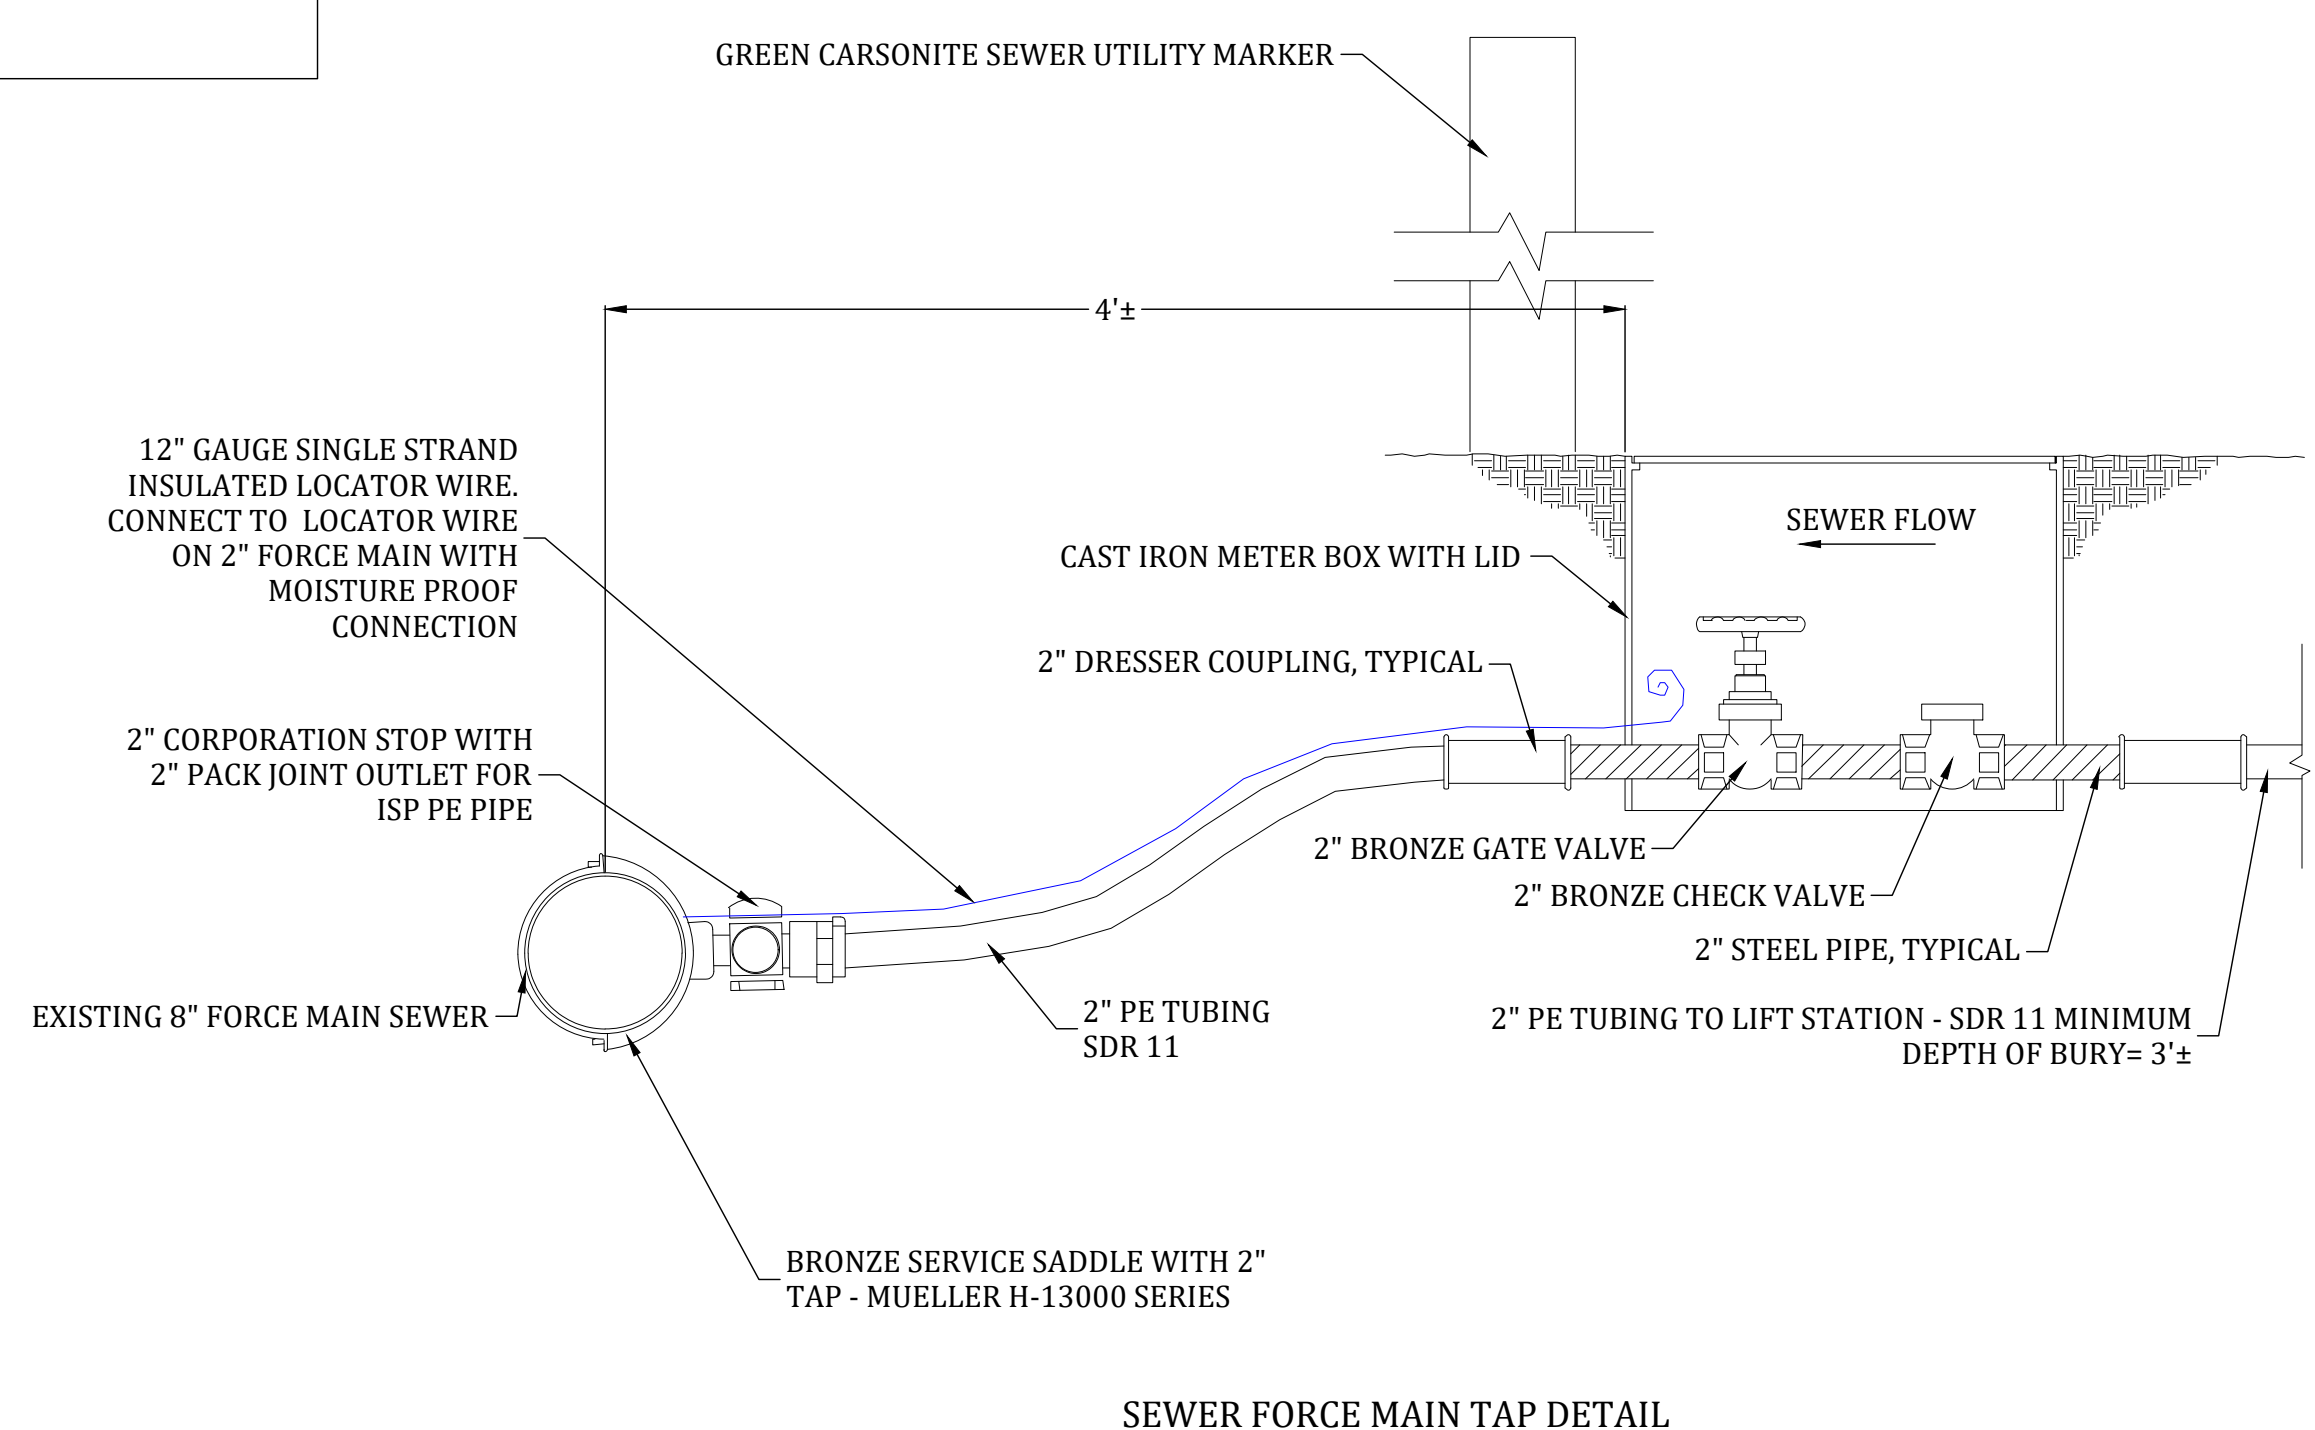 GREEN CARSONITE SEWER UTILITY MARKER
4'±
12" GAUGE SINGLE STRAND
INSULATED LOCATOR WIRE.
CONNECT TO  LOCATOR WIRE
ON 2" FORCE MAIN WITH
MOISTURE PROOF
CONNECTION
SEWER FLOW
CAST IRON METER BOX WITH LID
2" DRESSER COUPLING, TYPICAL
2" CORPORATION STOP WITH
2" PACK JOINT OUTLET FOR
ISP PE PIPE
2" BRONZE GATE VALVE
2" BRONZE CHECK VALVE
2" STEEL PIPE, TYPICAL
EXISTING 8" FORCE MAIN SEWER
2" PE TUBING
SDR 11
2" PE TUBING TO LIFT STATION - SDR 11 MINIMUM
DEPTH OF BURY= 3'±
BRONZE SERVICE SADDLE WITH 2"
TAP - MUELLER H-13000 SERIES
SEWER FORCE MAIN TAP DETAIL